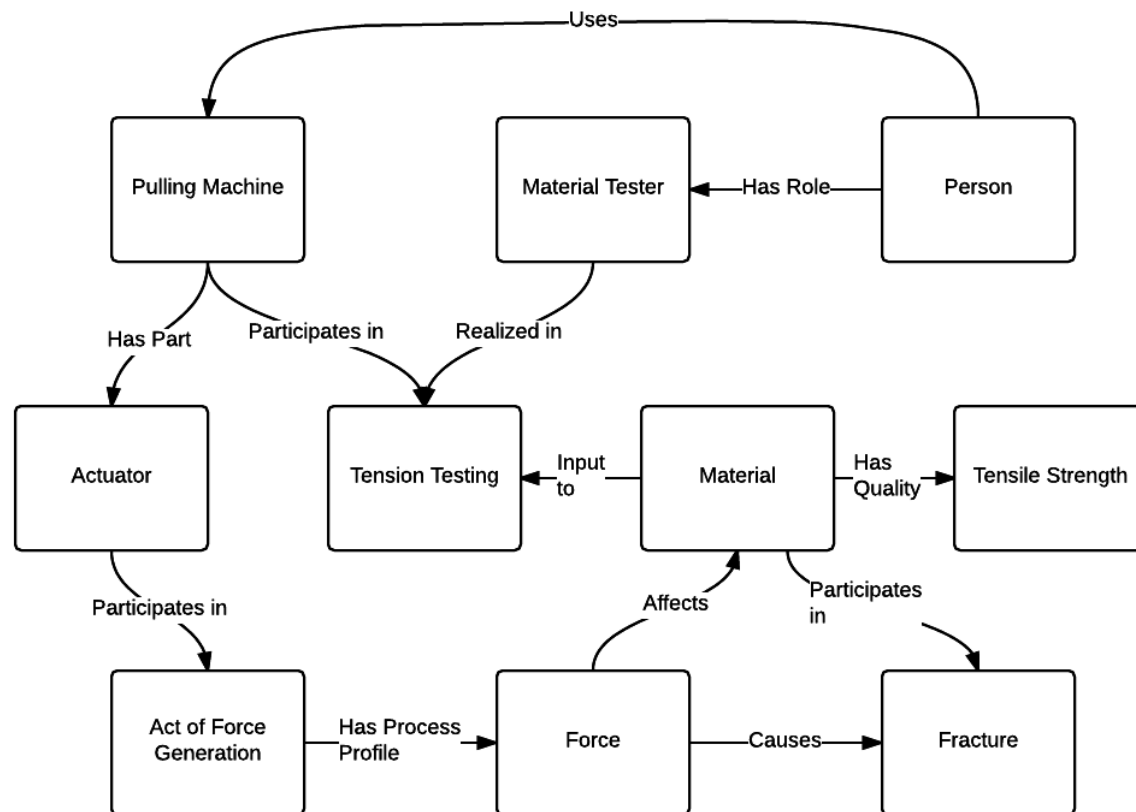 Uses
Pulling Machine
Material Tester
Has Role
Person
Has Part
Participates in
Realized in
Actuator
Tension Testing
Input
to
Material
Has
Quality
Tensile Strength
Participates in
Affects
Participates
in
Act of Force
Generation
Has Process
Profile
Force
Causes
Fracture